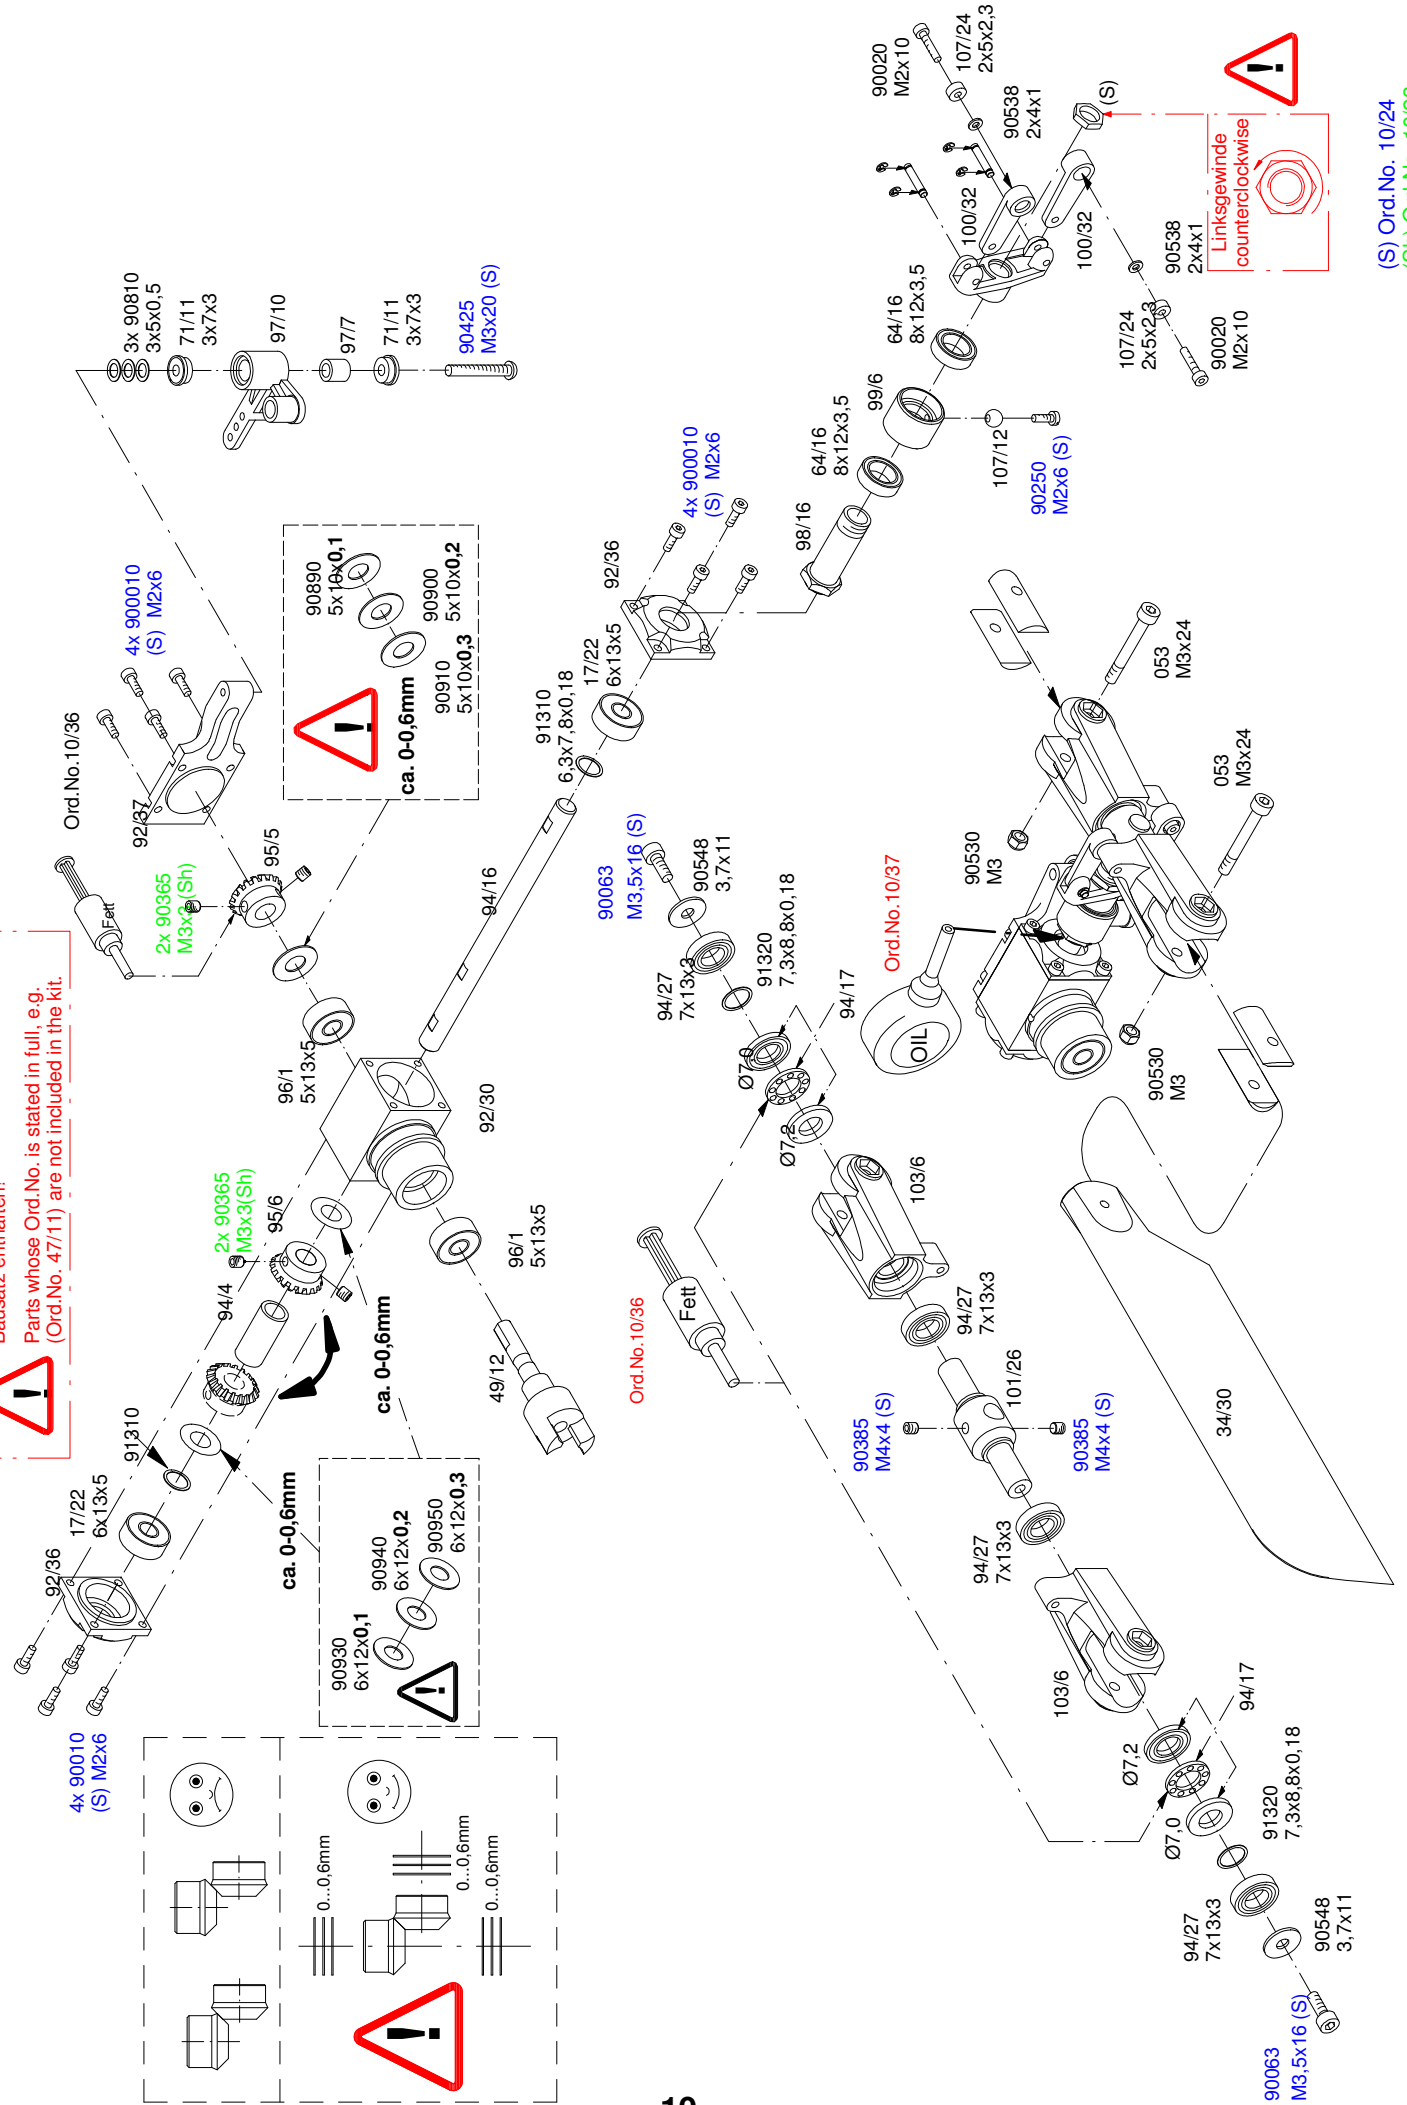 Parts whose Ord.No. is stated in full, e.g.
(Ord.No. 47/11) are not included in the kit.
4x 90010
(S) M2x6
92/36
17/22
6x13x5
91310
94/4
95/6
2x 90365
M3x3(Sh)
ca. 0-0,6mm
ca. 0-0,6mm
90930
6x12x0,1
90940
6x12x0,2
90950
6x12x0,3
0...0,6mm
0...0,6mm
0...0,6mm
49/12
96/1
5x13x5
92/30
96/1
5x13x5
95/5
2x 90365
M3x3 (Sh)
Fett
Ord.No.10/36
92/37
4x 900010
(S) M2x6
3x 90810
3x5x0,5
71/11
3x7x3
97/10
97/7
71/11
3x7x3
90425
M3x20 (S)
90890
5x10x0,1
90900
5x10x0,2
90910
5x10x0,3
ca. 0-0,6mm
94/16
91310
6,3x7,8x0,18
17/22
6x13x5
92/36
4x 900010
(S) M2x6
98/16
64/16
8x12x3,5
99/6
107/12
90250
M2x6 (S)
64/16
8x12x3,5
100/32
100/32
90020
M2x10
107/24
2x5x2,3
90538
2x4x1
(S)
90538
2x4x1
107/24
2x5x2,3
90020
M2x10
Linksgewinde
counterclockwise
(S) Ord.No. 10/24
90063
M3,5x16 (S)
90548
3,7x11
94/27
7x13x3
91320
7,3x8,8x0,18
94/17
Ø7,0
Ø7,2
103/6
94/27
7x13x3
101/26
90385
M4x4 (S)
90385
M4x4 (S)
94/27
7x13x3
103/6
94/17
Ø7,2
Ø7,0
91320
7,3x8,8x0,18
94/27
7x13x3
90548
3,7x11
90063
M3,5x16 (S)
Ord.No.10/36
Fett
Ord.No.10/37
OIL
90530
M3
053
M3x24
053
M3x24
90530
M3
34/30